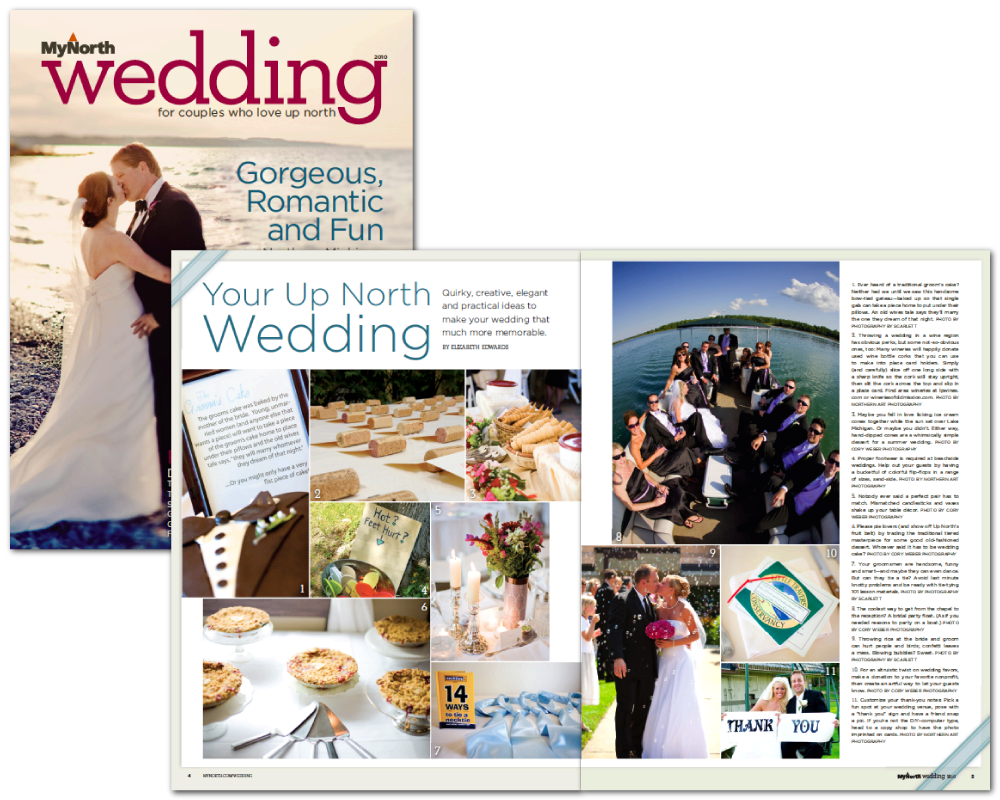 MyNorth
wedding
2010
for couples who love up north
Gorgeous,
Romantic
and Fun
Your Up North
Wedding
Quirky, creative, elegant
and practical ideas to
make your wedding that
much more memorable.
BY ELIZABETH EDWARDS
The
Groom's Cake
The grooms cake was baked by the
mother of the bride. Young, unmar-
ried women (and anyone else that
wants a piece) will want to take a piece
of the grooms cake home to place
under their pillows and the old wives
tale says, "they will marry whomever
they dream of that night."
...Or you might only have a very
flat piece of cake!
1
2
3
Hot?
Feet Hurt?
4
5
6
14
WAYS
to tie a
necktie
7
8
9
10
CONSERVANCY
11
THANK YOU
1. Ever heard of a traditional groom's cake?
Neither had we until we saw this handsome
bow-tied gateau—baked up so that single
gals can take a piece home to put under their
pillows. An old wives tale says they'll marry
the one they dream of that night. PHOTO BY
PHOTOGRAPHY BY SCARLETT
2. Throwing a wedding in a wine region
has obvious perks, but some not-so-obvious
ones, too: Many wineries will happily donate
used wine bottle corks that you can use
to make into place card holders. Simply
(and carefully) slice off one long side with
a sharp knife so the cork will stay upright,
then slit the cork across the top and slip in
a place card. Find area wineries at lpwines.
com or wineriesofoldmission.com. PHOTO BY
NORTHERN ART PHOTOGRAPHY
3. Maybe you fell in love licking ice cream
cones together while the sun set over Lake
Michigan. Or maybe you didn't. Either way,
hand-dipped cones are a whimsically simple
dessert for a summer wedding. PHOTO BY
CORY WEBER PHOTOGRAPHY
4. Proper footwear is required at beachside
weddings. Help out your guests by having
a bucketful of colorful flip-flops in a range
of sizes, sand-side. PHOTO BY NORTHERN ART
PHOTOGRAPHY
5. Nobody ever said a perfect pair has to
match. Mismatched candlesticks and vases
shake up your table décor. PHOTO BY CORY
WEBER PHOTOGRAPHY
6. Please pie lovers (and show off Up North's
fruit belt) by trading the traditional tiered
masterpiece for some good old-fashioned
dessert. Whoever said it has to be wedding
cake? PHOTO BY CORY WEBER PHOTOGRAPHY
7. Your groomsmen are handsome, funny
and smart—and maybe they can even dance.
But can they tie a tie? Avoid last minute
knotty problems and be ready with tie-tying
101 lesson materials. PHOTO BY PHOTOGRAPHY
BY SCARLETT
8. The coolest way to get from the chapel to
the reception? A bridal party float. (As if you
needed reasons to party on a boat.) PHOTO
BY CORY WEBER PHOTOGRAPHY
9. Throwing rice at the bride and groom
can hurt people and birds; confetti leaves
a mess. Blowing bubbles? Sweet. PHOTO BY
PHOTOGRAPHY BY SCARLETT
10. For an altruistic twist on wedding favors,
make a donation to your favorite nonprofit,
then create an artful way to let your guests
know. PHOTO BY CORY WEBER PHOTOGRAPHY
11. Customize your thank-you notes: Pick a
fun spot at your wedding venue, pose with
a "thank you" sign and have a friend snap
a pic. If you're not the DIY-computer type,
head to a copy shop to have the photo
imprinted on cards. PHOTO BY NORTHERN ART
PHOTOGRAPHY
4 MYNORTH.COM/WEDDING
MyNorth wedding 2010 5